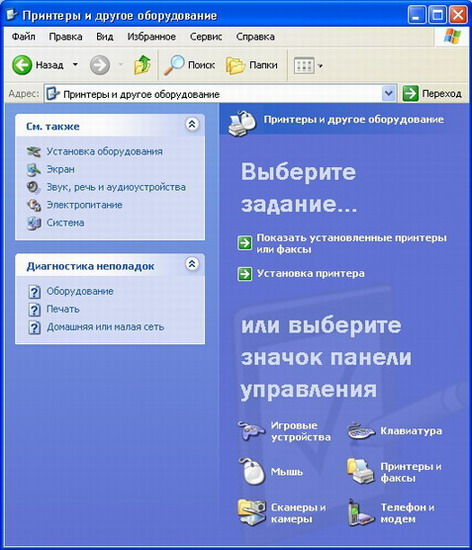 Принтеры и другое оборудование
Файл Правка Вид Избранное Сервис Справка
Назад Поиск Папки
Адрес: Принтеры и другое оборудование Переход
См. также
Установка оборудования
Экран
Звук, речь и аудиоустройства
Электропитание
Система
Диагностика неполадок
Оборудование
Печать
Домашняя или малая сеть
Принтеры и другое оборудование
Выберите
задание...
Показать установленные принтеры
или факсы
Установка принтера
или выберите
значок панели
управления
Игровые
устройства
Клавиатура
Мышь
Принтеры и
факсы
Сканеры и
камеры
Телефон и
модем